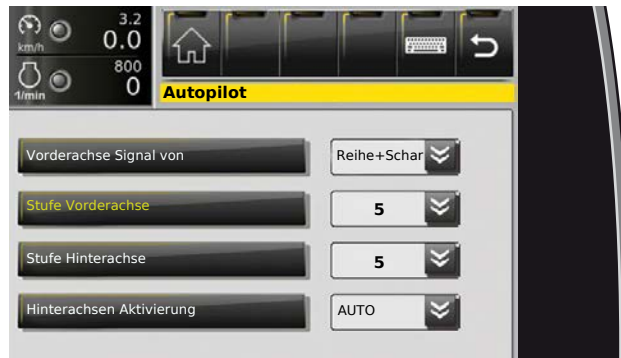 3.2
km/h
0.0
800
1/min
0
Autopilot
Vorderachse Signal von
Reihe+Schar
Stufe Vorderachse
5
Stufe Hinterachse
5
Hinterachsen Aktivierung
AUTO